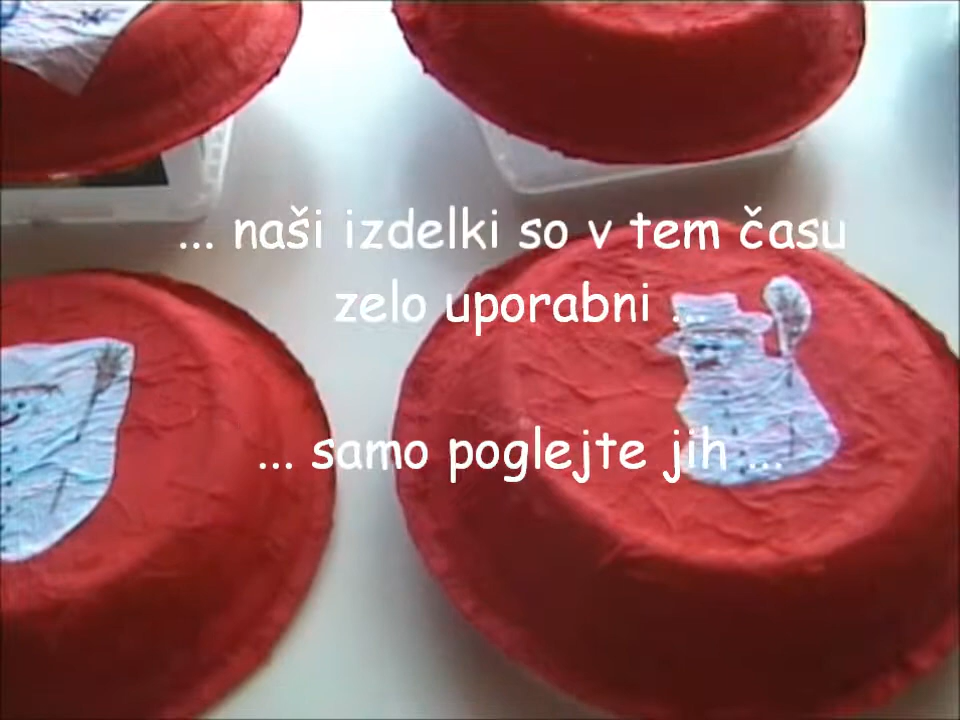 ... naši izdelki so v tem času
zelo uporabni ...
... samo poglejte jih ...